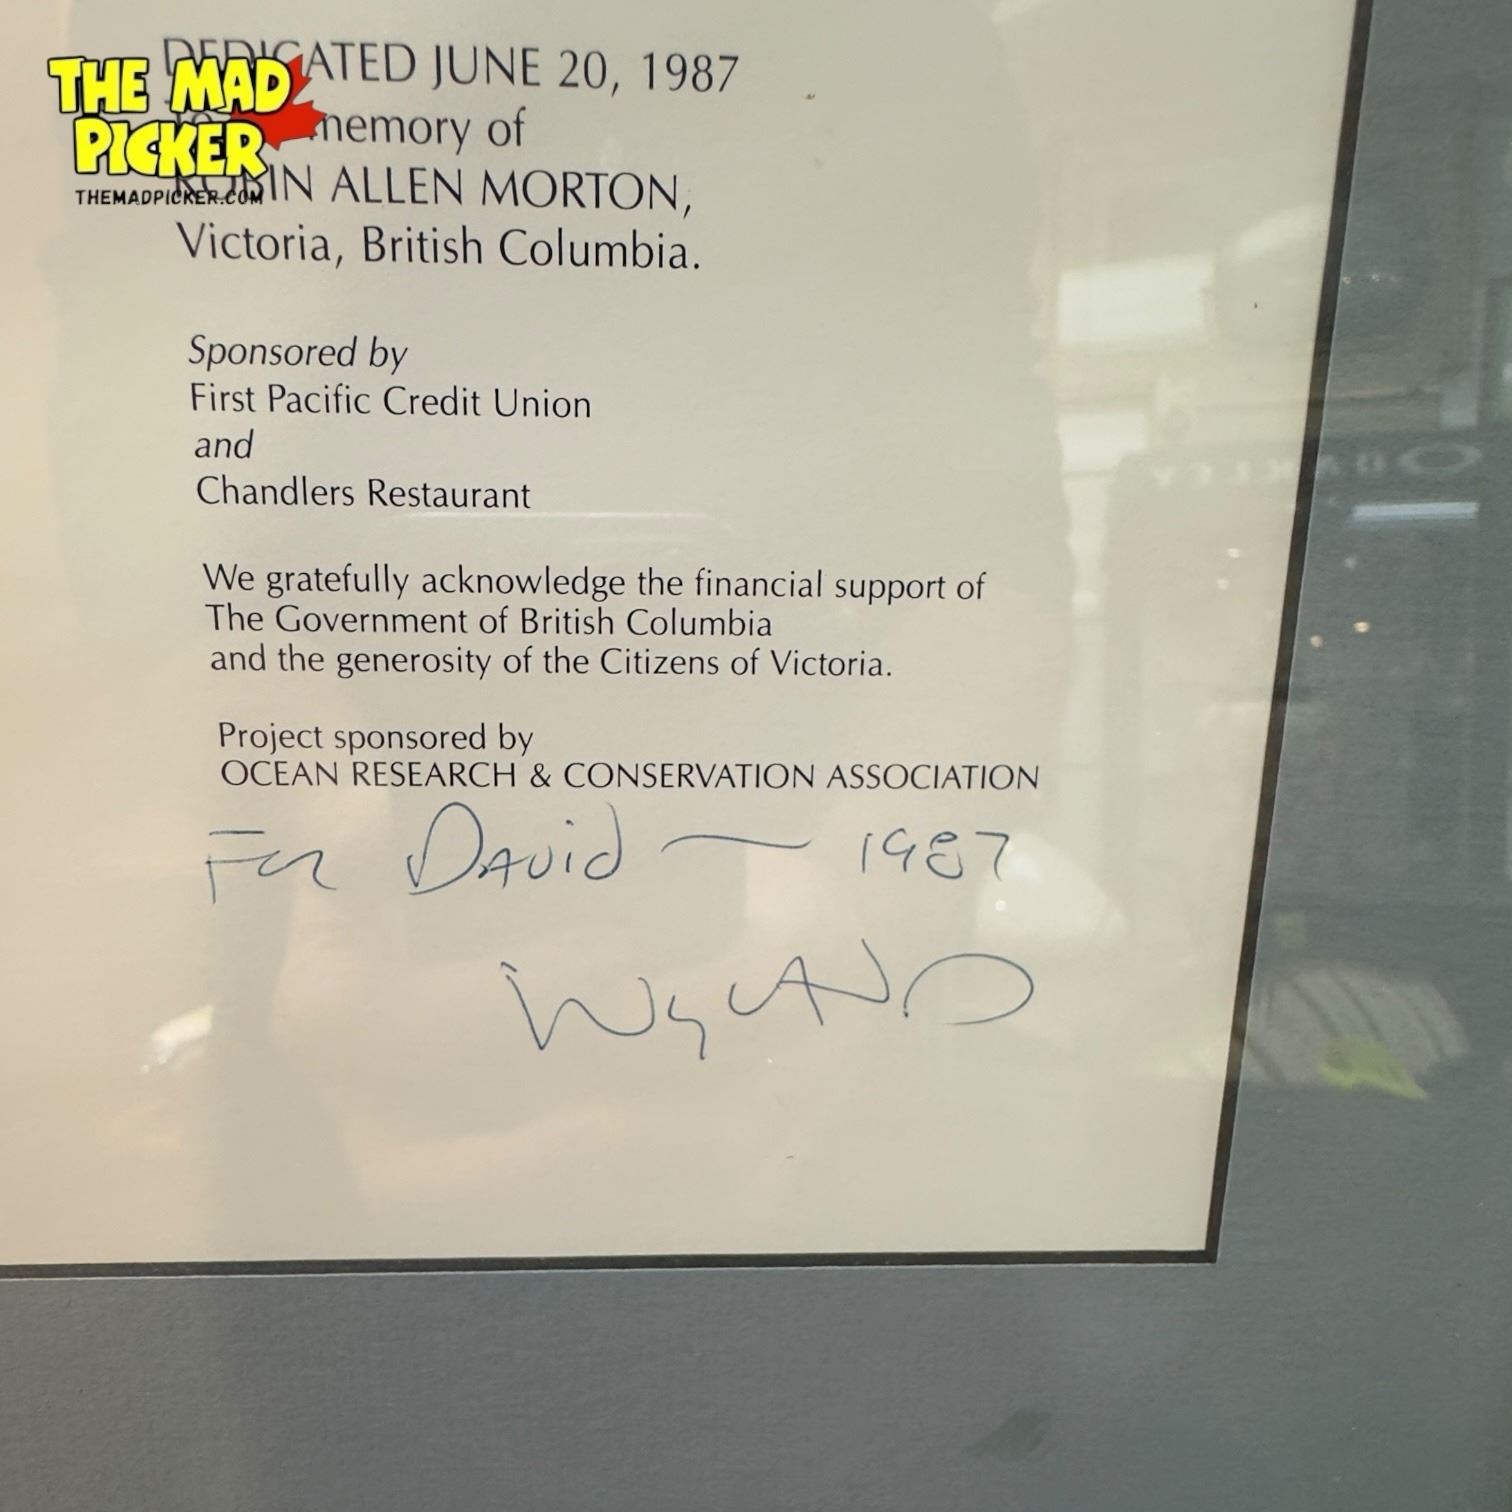 THE MAD
PICKER
THEMADPICKER.COM
DEDICATED JUNE 20, 1987
memory of
ROBIN ALLEN MORTON,
Victoria, British Columbia.
Sponsored by
First Pacific Credit Union
and
Chandlers Restaurant
We gratefully acknowledge the financial support of
The Government of British Columbia
and the generosity of the Citizens of Victoria.
Project sponsored by
OCEAN RESEARCH & CONSERVATION ASSOCIATION
For David — 1987
Wyland